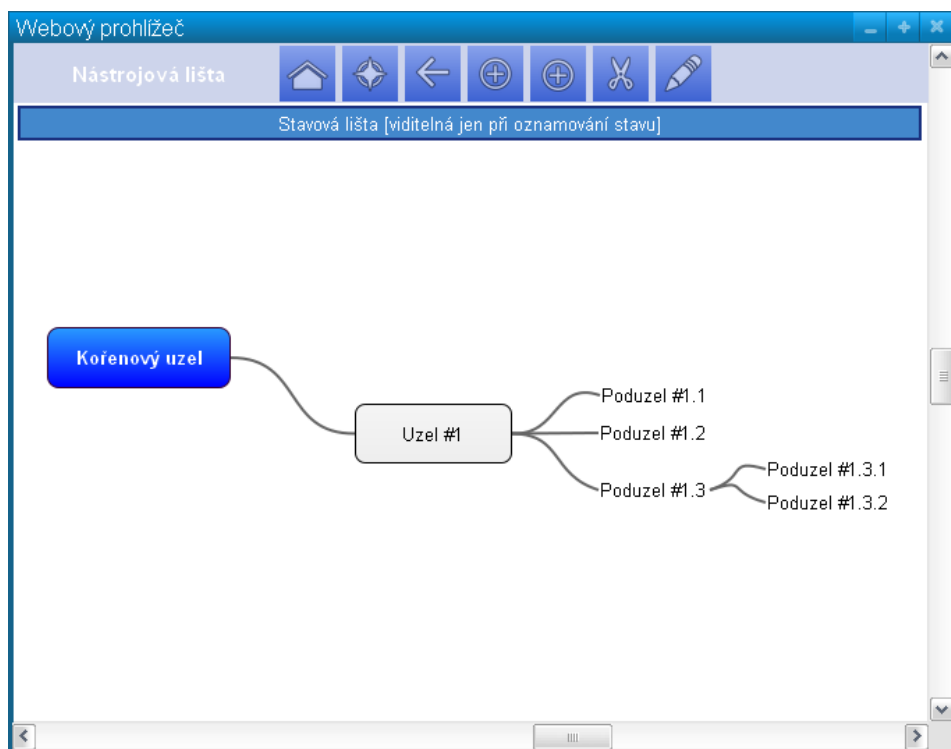 Webový prohlížeč
Nástrojová lišta
Stavová lišta [viditelná jen při oznamování stavu]
Kořenový uzel
Uzel #1
Poduzel #1.1
Poduzel #1.2
Poduzel #1.3
Poduzel #1.3.1
Poduzel #1.3.2